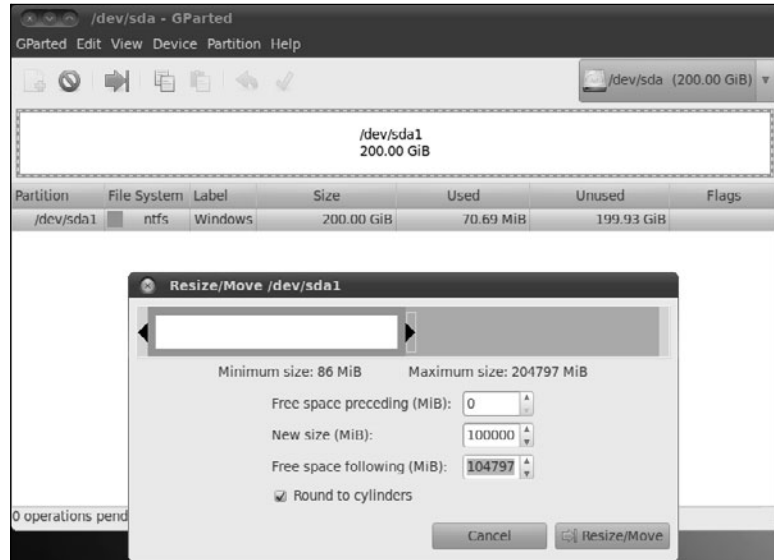 /dev/sda - GParted
GParted Edit View Device Partition Help
/dev/sda (200.00 GiB)
/dev/sda1
200.00 GiB
Partition File System Label Size Used Unused Flags
/dev/sda1 ntfs Windows 200.00 GiB 70.69 MiB 199.93 GiB
Resize/Move /dev/sda1
Minimum size: 86 MiB Maximum size: 204797 MiB
Free space preceding (MiB): 0
New size (MiB): 100000
Free space following (MiB): 104797
Round to cylinders
0 operations pend
Cancel Resize/Move